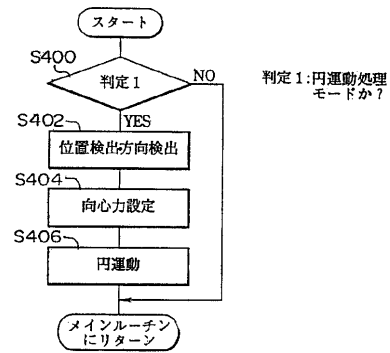 スタート
S400
判定1
NO
判定1:円運動処理
モードか?
YES
S402
位置検出方向検出
S404
向心力設定
S406
円運動
メインルーチン
にリターン